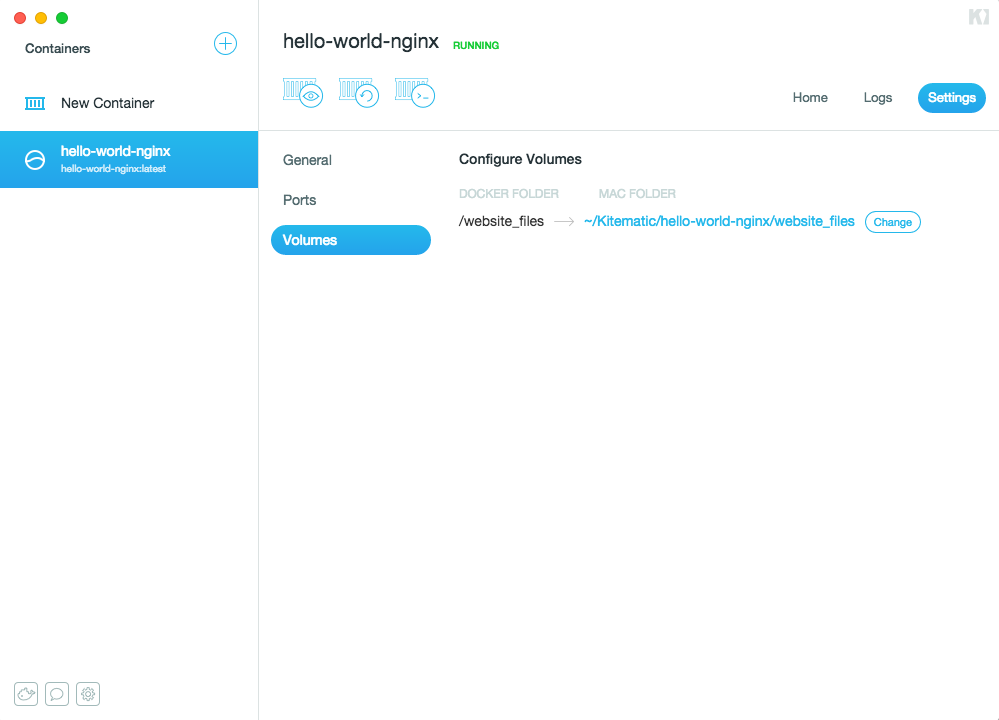 Containers
New Container
hello-world-nginx
hello-world-nginx:latest
hello-world-nginx RUNNING
Home Logs Settings
General
Ports
Volumes
Configure Volumes
DOCKER FOLDER MAC FOLDER
/website_files ~/Kitematic/hello-world-nginx/website_files Change